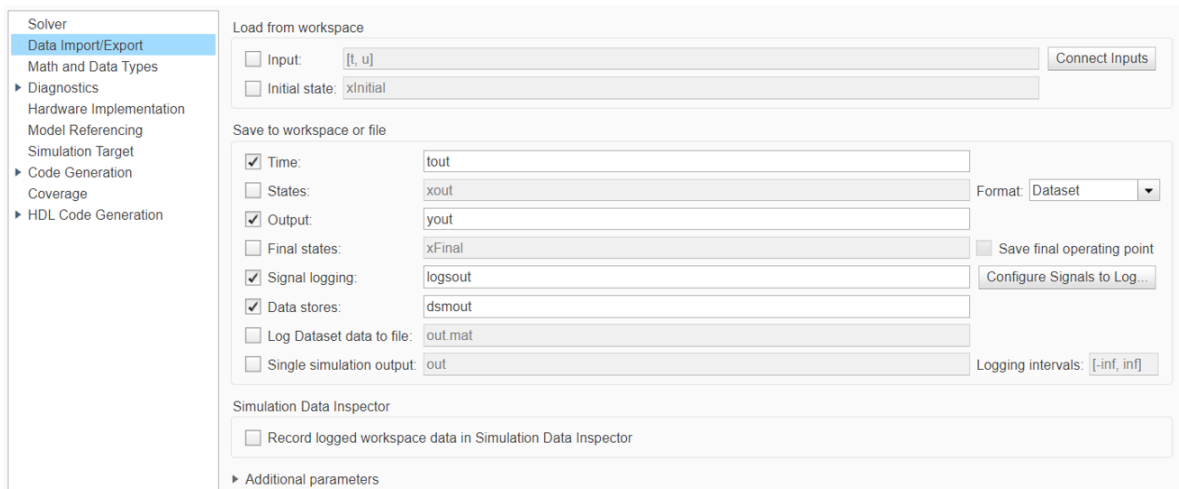 Solver
Data Import/Export
Math and Data Types
Diagnostics
Hardware Implementation
Model Referencing
Simulation Target
Code Generation
Coverage
HDL Code Generation
Load from workspace
Input: [t, u] Connect Inputs
Initial state: xInitial
Save to workspace or file
Time: tout
States: xout Format: Dataset
Output: yout
Final states: xFinal Save final operating point
Signal logging: logsout Configure Signals to Log...
Data stores: dsmout
Log Dataset data to file: out.mat
Single simulation output: out Logging intervals: [-inf, inf]
Simulation Data Inspector
Record logged workspace data in Simulation Data Inspector
Additional parameters